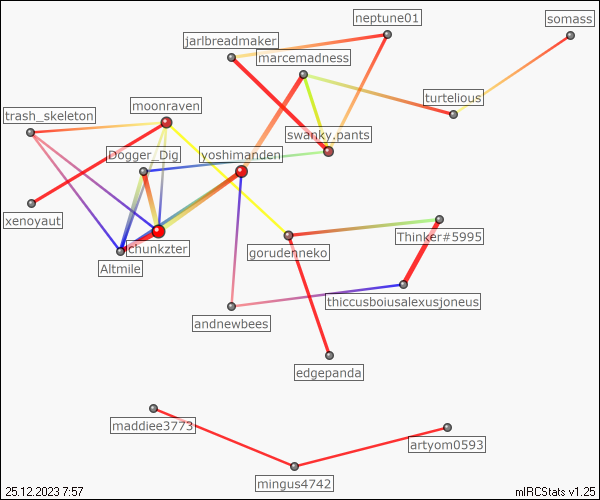 neptune01
somass
jarlbreadmaker
marcemadness
turtelious
moonraven
trash_skeleton
swanky.pants
Dogger_Dig
yoshimanden
xenoyaut
Thinker#5995
chunkzter
gorudenneko
Altmile
thiccusboiusalexusjoneus
andnewbees
edgepanda
maddiee3773
artyom0593
mingus4742
25.12.2023 7:57
mIRCStats v1.25